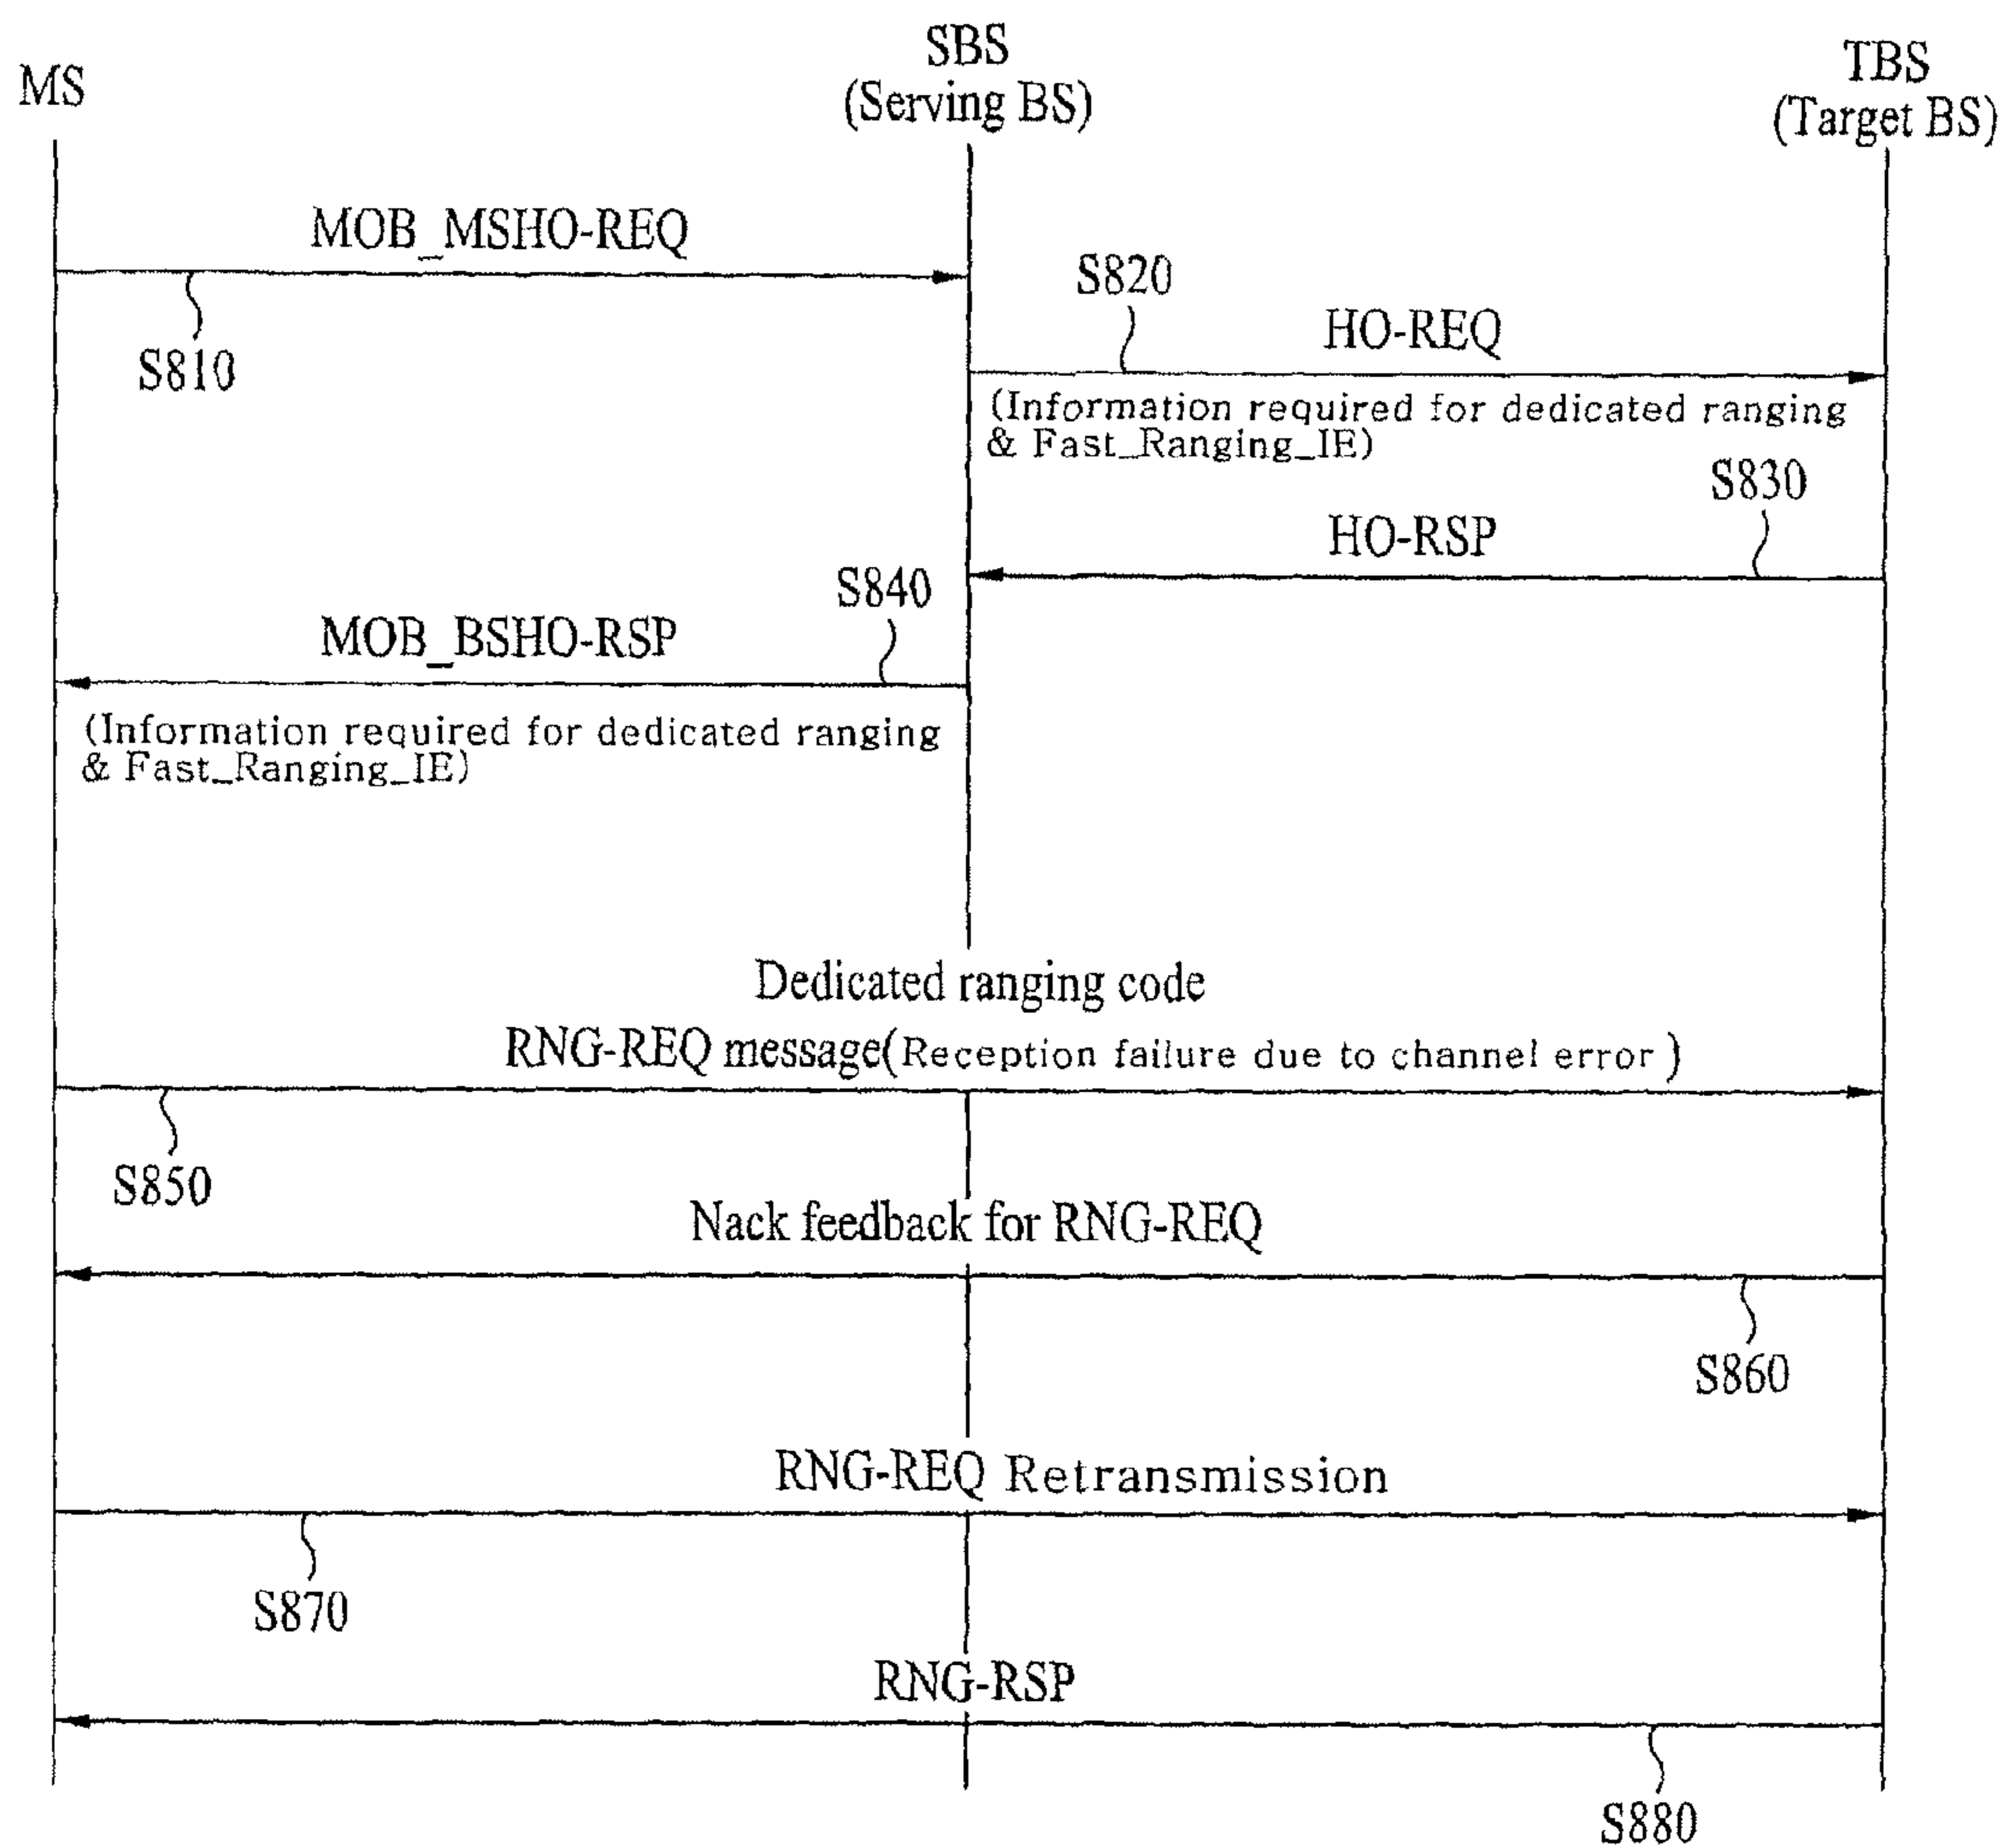 MS
SBS
(Serving BS)
TBS
(Target BS)
MOB_MSHO-REQ
S810
S820
HO-REQ
(Information required for dedicated ranging
& Fast_Ranging_IE)
S830
HO-RSP
S840
MOB_BSHO-RSP
(Information required for dedicated ranging
& Fast_Ranging_IE)
Dedicated ranging code
RNG-REQ message(Reception failure due to channel error)
S850
Nack feedback for RNG-REQ
S860
RNG-REQ Retransmission
S870
RNG-RSP
S880